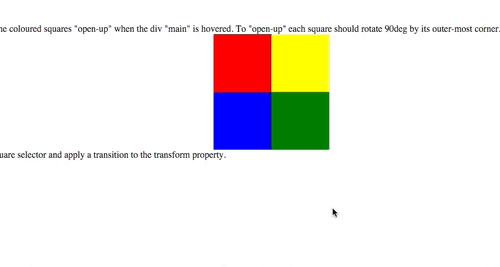 he coloured squares "open-up" when the div "main" is hovered. To "open-up" each square should rotate 90deg by its outer-most corner.
uare selector and apply a transition to the transform property.